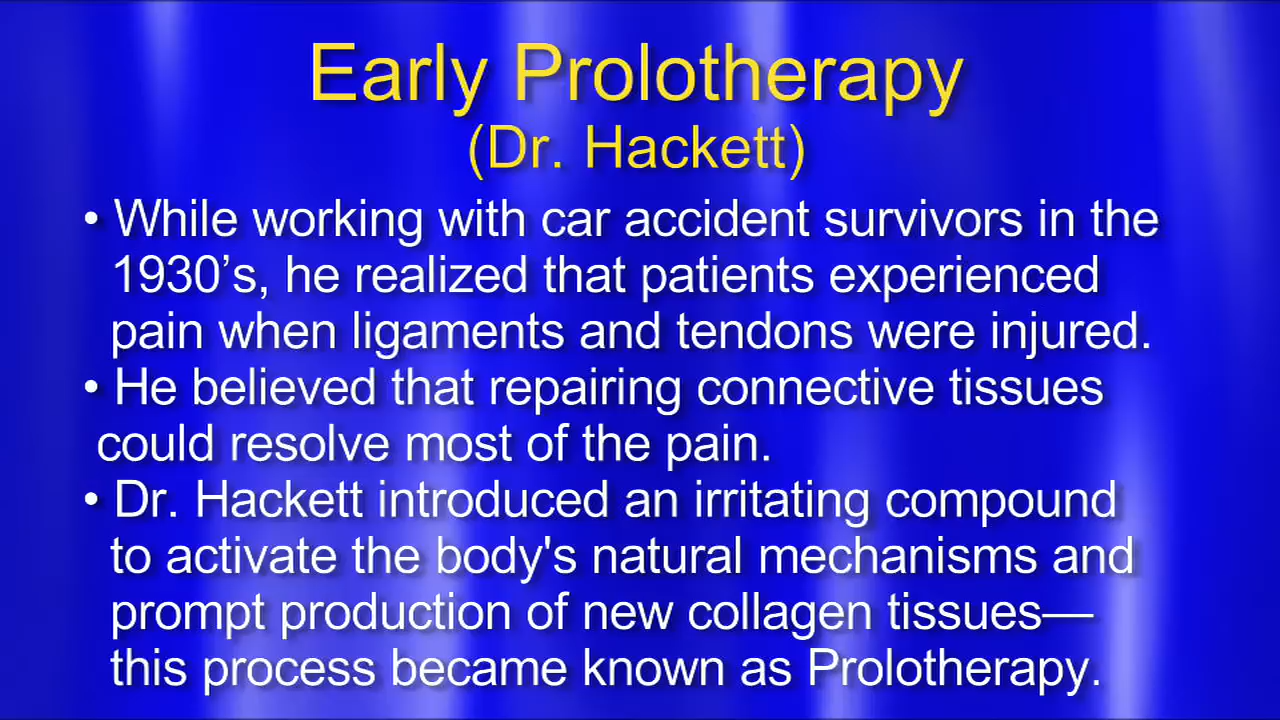 Early Prolotherapy
(Dr. Hackett)
• While working with car accident survivors in the
1930’s, he realized that patients experienced
pain when ligaments and tendons were injured.
• He believed that repairing connective tissues
could resolve most of the pain.
• Dr. Hackett introduced an irritating compound
to activate the body's natural mechanisms and
prompt production of new collagen tissues—
this process became known as Prolotherapy.